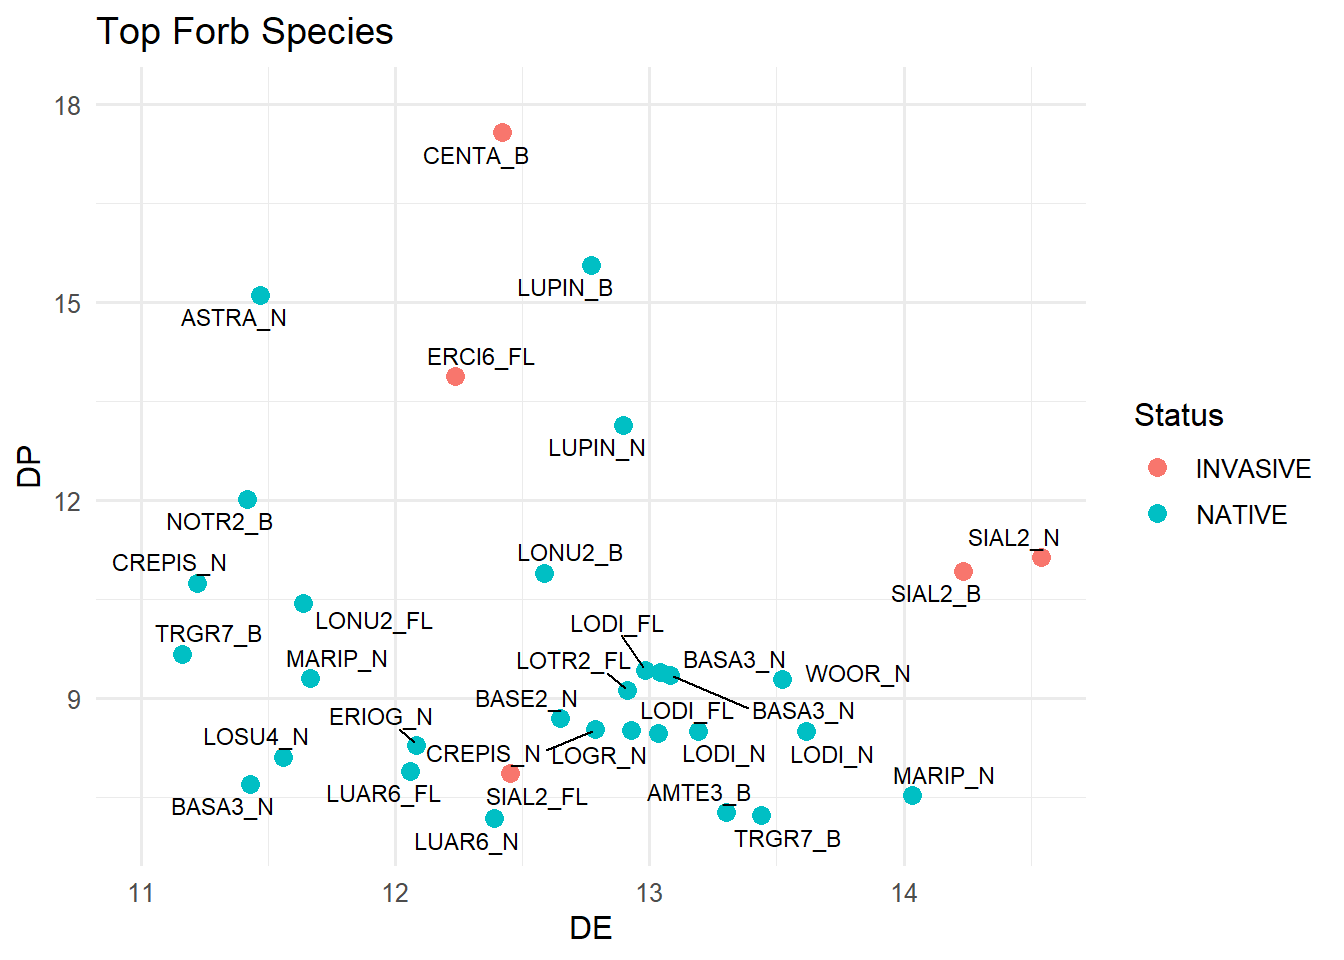 Top Forb Species
18
CENTA_B
LUPIN_B
15
ASTRA_N
ERCI6_FL
LUPIN_N
12
NOTR2_B
CREPIS_N
LONU2_B
SIAL2_N
SIAL2_B
LONU2_FL
LODI_FL
TRGR7_B
MARIP_N
LOTR2_FL
BASA3_N
WOOR_N
9
BASE2_N
LODI_FL
BASA3_N
ERIOG_N
LOSU4_N
CREPIS_N
LOGR_N
LODI_N
LODI_N
MARIP_N
BASA3_N
LUAR6_FL
SIAL2_FL
AMTE3_B
LUAR6_N
TRGR7_B
DP
11
12
13
14
DE
Status
INVASIVE
NATIVE